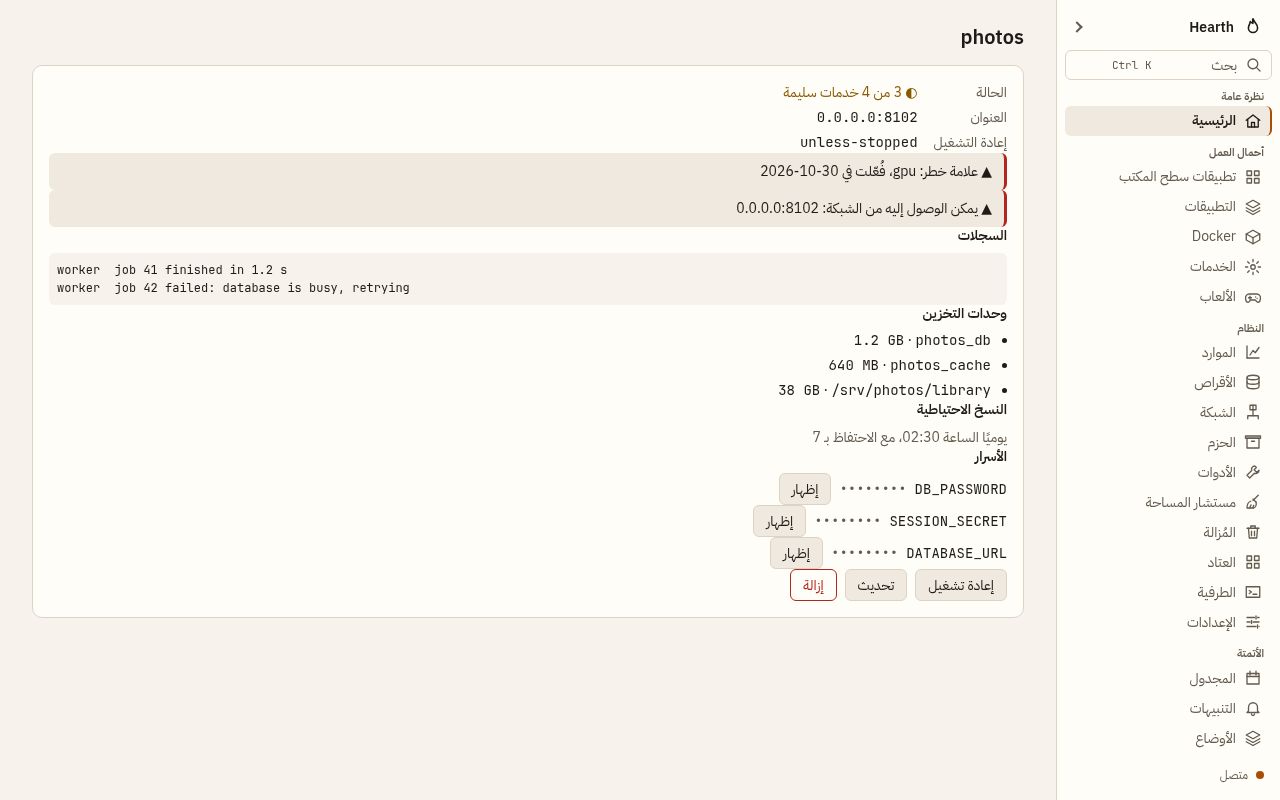 Hearth
بحث Ctrl K
نظرة عامة
الرئيسية
أحمال العمل
تطبيقات سطح المكتب
التطبيقات
Docker
الخدمات
الألعاب
النظام
الموارد
الأقراص
الشبكة
الحزم
الأدوات
مستشار المساحة
المُزالة
العتاد
الطرفية
الإعدادات
الأتمتة
المجدول
التنبيهات
الأوضاع
متصل
photos
الحالة ◐ 3 من 4 خدمات سليمة
العنوان 0.0.0.0:8102
إعادة التشغيل unless-stopped
▲ علامة خطر: gpu، فُعّلت في 30-10-2026
▲ يمكن الوصول إليه من الشبكة: 0.0.0.0:8102
السجلات
worker  job 41 finished in 1.2 s
worker  job 42 failed: database is busy, retrying
وحدات التخزين
• photos_db · 1.2 GB
• photos_cache · 640 MB
• /srv/photos/library · 38 GB
النسخ الاحتياطية
يوميًا الساعة 02:30، مع الاحتفاظ بـ 7
الأسرار
DB_PASSWORD •••••••• إظهار
SESSION_SECRET •••••••• إظهار
DATABASE_URL •••••••• إظهار
إعادة تشغيل تحديث إزالة